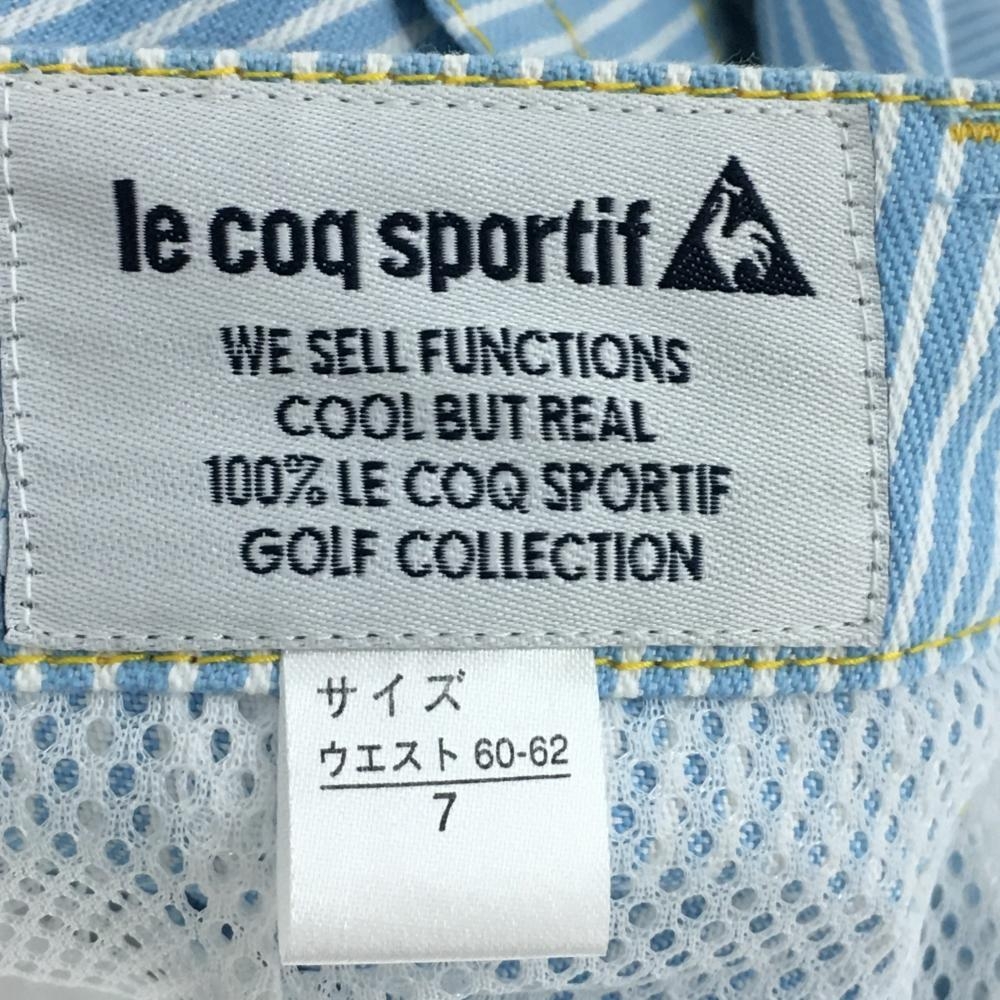 le coq sportif
WE SELL FUNCTIONS
COOL BUT REAL
100% LE COQ SPORTIF
GOLF COLLECTION
サイズ
ウエスト 60-62
7